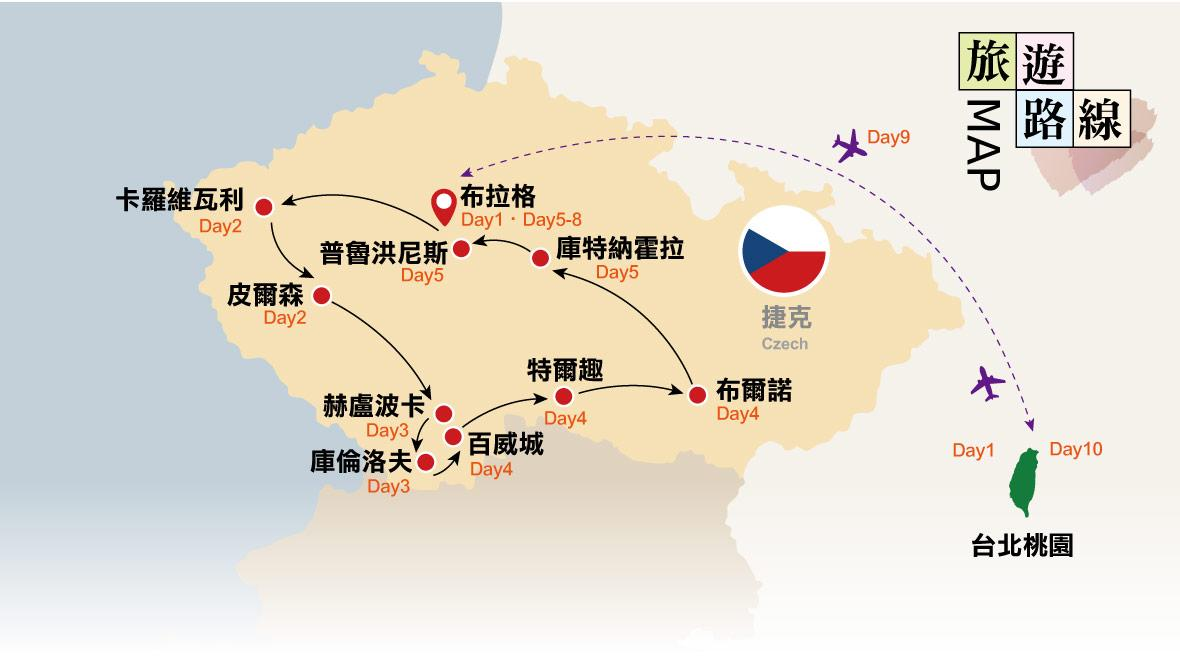 旅遊
路線
MAP
Day9
卡羅維瓦利
Day2
布拉格
Day1・Day5-8
普魯洪尼斯
Day5
庫特納霍拉
Day5
皮爾森
Day2
捷克
Czech
特爾趣
Day4
布爾諾
Day4
赫盧波卡
Day3
百威城
Day4
庫倫洛夫
Day3
Day1
Day10
台北桃園